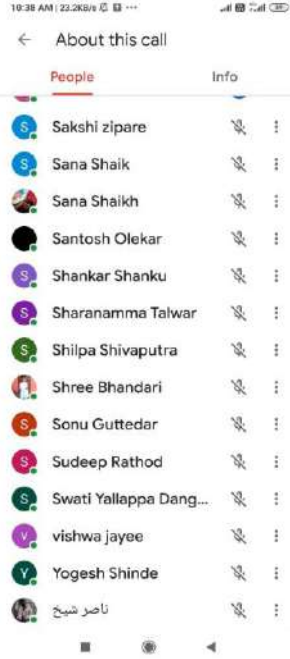 10:38 AM | 23.2KB/s
About this call
People
Info
S Sakshi zipare
S Sana Shaik
Sana Shaikh
Santosh Olekar
S Shankar Shanku
S Sharanamma Talwar
S Shilpa Shivaputra
Shree Bhandari
S Sonu Guttedar
S Sudeep Rathod
S Swati Yallappa Dang...
V vishwa jayee
Y Yogesh Shinde
ناصر شيخ